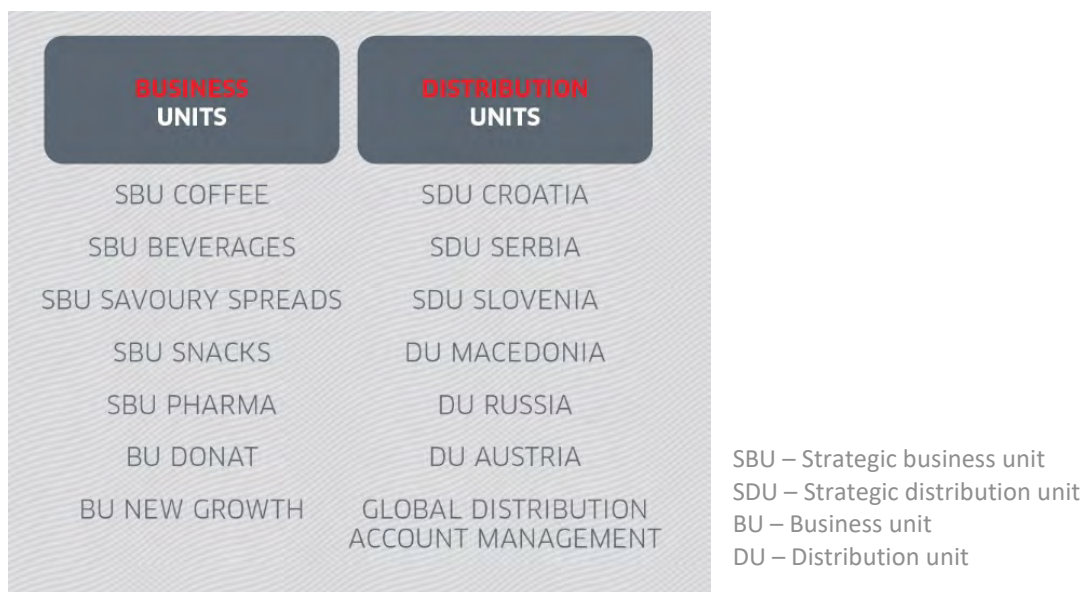 BUSINESS
UNITS
SBU COFFEE
SBU BEVERAGES
SBU SAVOURY SPREADS
SBU SNACKS
SBU PHARMA
BU DONAT
BU NEW GROWTH
DISTRIBUTION
UNITS
SDU CROATIA
SDU SERBIA
SDU SLOVENIA
DU MACEDONIA
DU RUSSIA
DU AUSTRIA
GLOBAL DISTRIBUTION
ACCOUNT MANAGEMENT
SBU – Strategic business unit
SDU – Strategic distribution unit
BU – Business unit
DU – Distribution unit